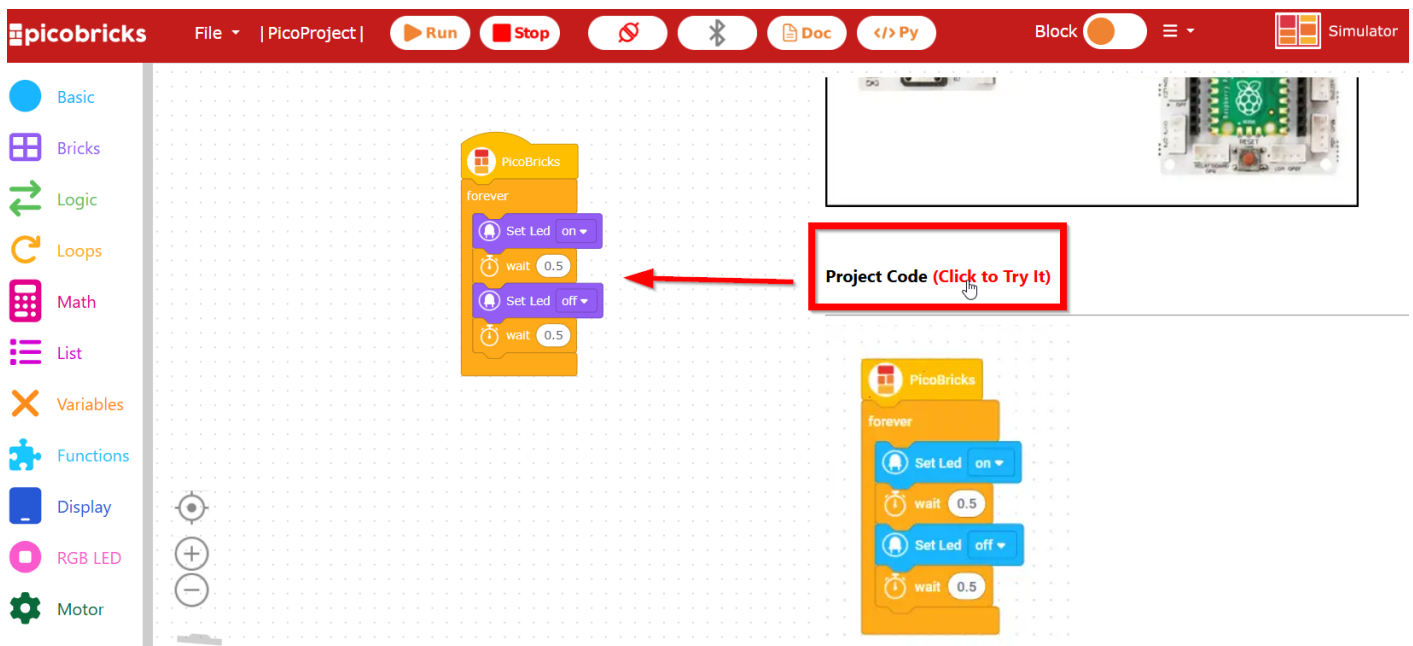 picobricks File |PicoProject| Run Stop Doc </> Py Block Simulator
Basic
Bricks
Logic
Loops
Math
List
Variables
Functions
Display
RGB LED
Motor
PicoBricks
forever
Set Led on
wait 0.5
Set Led off
wait 0.5
RESET
Project Code (Click to Try It)
PicoBricks
forever
Set Led on
wait 0.5
Set Led off
wait 0.5